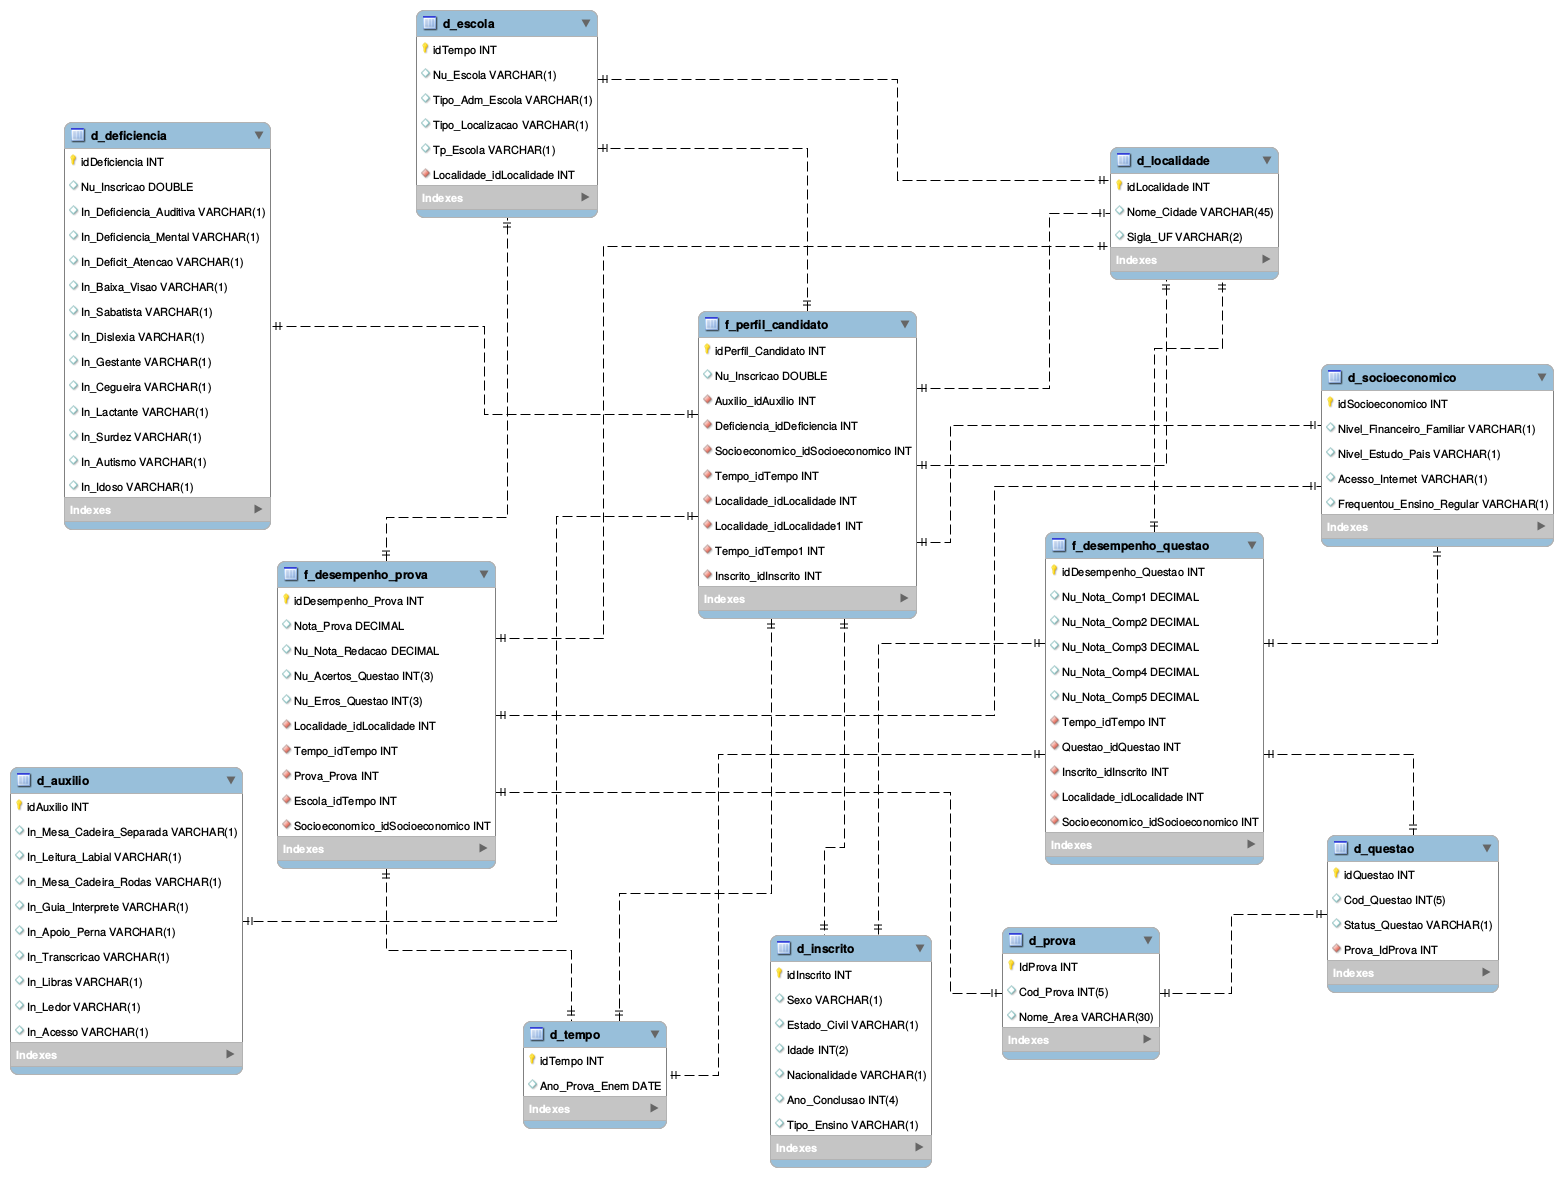 d_escola
idTempo INT
Nu_Escola VARCHAR(1)
Tipo_Adm_Escola VARCHAR(1)
Tipo_Localizacao VARCHAR(1)
Tp_Escola VARCHAR(1)
Localidade_idLocalidade INT
Indexes
d_deficiencia
idDeficiencia INT
Nu_Inscricao DOUBLE
In_Deficiencia_Auditiva VARCHAR(1)
In_Deficiencia_Mental VARCHAR(1)
In_Deficit_Atencao VARCHAR(1)
In_Baixa_Visao VARCHAR(1)
In_Sabatista VARCHAR(1)
In_Dislexia VARCHAR(1)
In_Gestante VARCHAR(1)
In_Cegueira VARCHAR(1)
In_Lactante VARCHAR(1)
In_Surdez VARCHAR(1)
In_Autismo VARCHAR(1)
In_Idoso VARCHAR(1)
Indexes
d_localidade
idLocalidade INT
Nome_Cidade VARCHAR(45)
Sigla_UF VARCHAR(2)
Indexes
f_perfil_candidato
idPerfil_Candidato INT
Nu_Inscricao DOUBLE
Auxilio_idAuxilio INT
Deficiencia_idDeficiencia INT
Socioeconomico_idSocioeconomico INT
Tempo_idTempo INT
Localidade_idLocalidade INT
Localidade_idLocalidade1 INT
Tempo_idTempo1 INT
Inscrito_idInscrito INT
Indexes
d_socioeconomico
idSocioeconomico INT
Nivel_Financeiro_Familiar VARCHAR(1)
Nivel_Estudo_Pais VARCHAR(1)
Acesso_Internet VARCHAR(1)
Frequentou_Ensino_Regular VARCHAR(1)
Indexes
f_desempenho_prova
idDesempenho_Prova INT
Nota_Prova DECIMAL
Nu_Nota_Redacao DECIMAL
Nu_Acertos_Questao INT(3)
Nu_Erros_Questao INT(3)
Localidade_idLocalidade INT
Tempo_idTempo INT
Prova_Prova INT
Escola_idTempo INT
Socioeconomico_idSocioeconomico INT
Indexes
f_desempenho_questao
idDesempenho_Questao INT
Nu_Nota_Comp1 DECIMAL
Nu_Nota_Comp2 DECIMAL
Nu_Nota_Comp3 DECIMAL
Nu_Nota_Comp4 DECIMAL
Nu_Nota_Comp5 DECIMAL
Tempo_idTempo INT
Questao_idQuestao INT
Inscrito_idInscrito INT
Localidade_idLocalidade INT
Socioeconomico_idSocioeconomico INT
Indexes
d_auxilio
idAuxilio INT
In_Mesa_Cadeira_Separada VARCHAR(1)
In_Leitura_Labial VARCHAR(1)
In_Mesa_Cadeira_Rodas VARCHAR(1)
In_Guia_Interprete VARCHAR(1)
In_Apoio_Perna VARCHAR(1)
In_Transcricao VARCHAR(1)
In_Libras VARCHAR(1)
In_Ledor VARCHAR(1)
In_Acesso VARCHAR(1)
Indexes
d_questao
idQuestao INT
Cod_Questao INT(5)
Status_Questao VARCHAR(1)
Prova_IdProva INT
Indexes
d_prova
IdProva INT
Cod_Prova INT(5)
Nome_Area VARCHAR(30)
Indexes
d_inscrito
idInscrito INT
Sexo VARCHAR(1)
Estado_Civil VARCHAR(1)
Idade INT(2)
Nacionalidade VARCHAR(1)
Ano_Conclusao INT(4)
Tipo_Ensino VARCHAR(1)
Indexes
d_tempo
idTempo INT
Ano_Prova_Enem DATE
Indexes